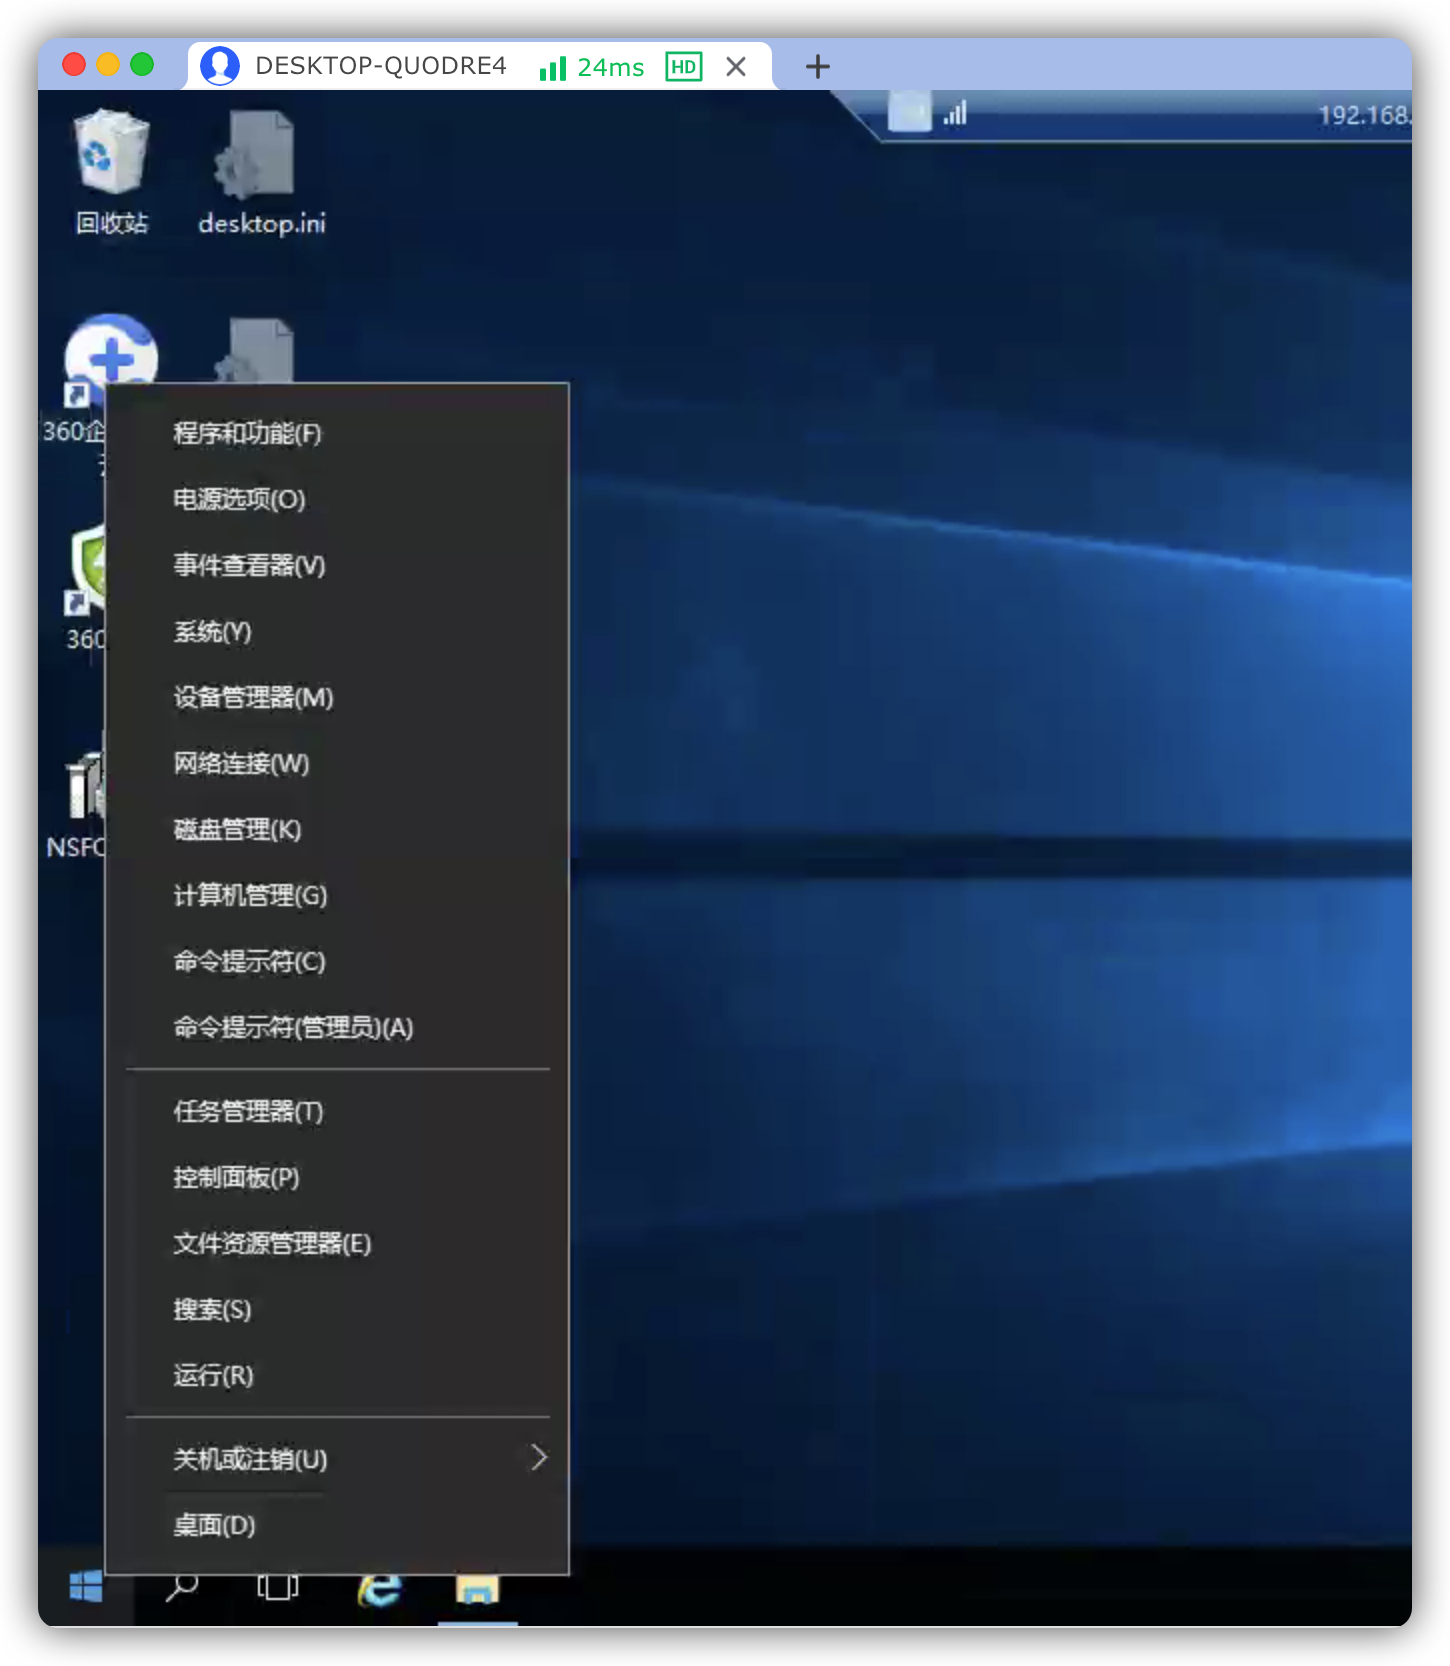 DESKTOP-QUODRE4
24ms
HD
192.168.
回收站
desktop.ini
360企
360
NSFC
程序和功能(F)
电源选项(O)
事件查看器(V)
系统(Y)
设备管理器(M)
网络连接(W)
磁盘管理(K)
计算机管理(G)
命令提示符(C)
命令提示符(管理员)(A)
任务管理器(T)
控制面板(P)
文件资源管理器(E)
搜索(S)
运行(R)
关机或注销(U)
桌面(D)